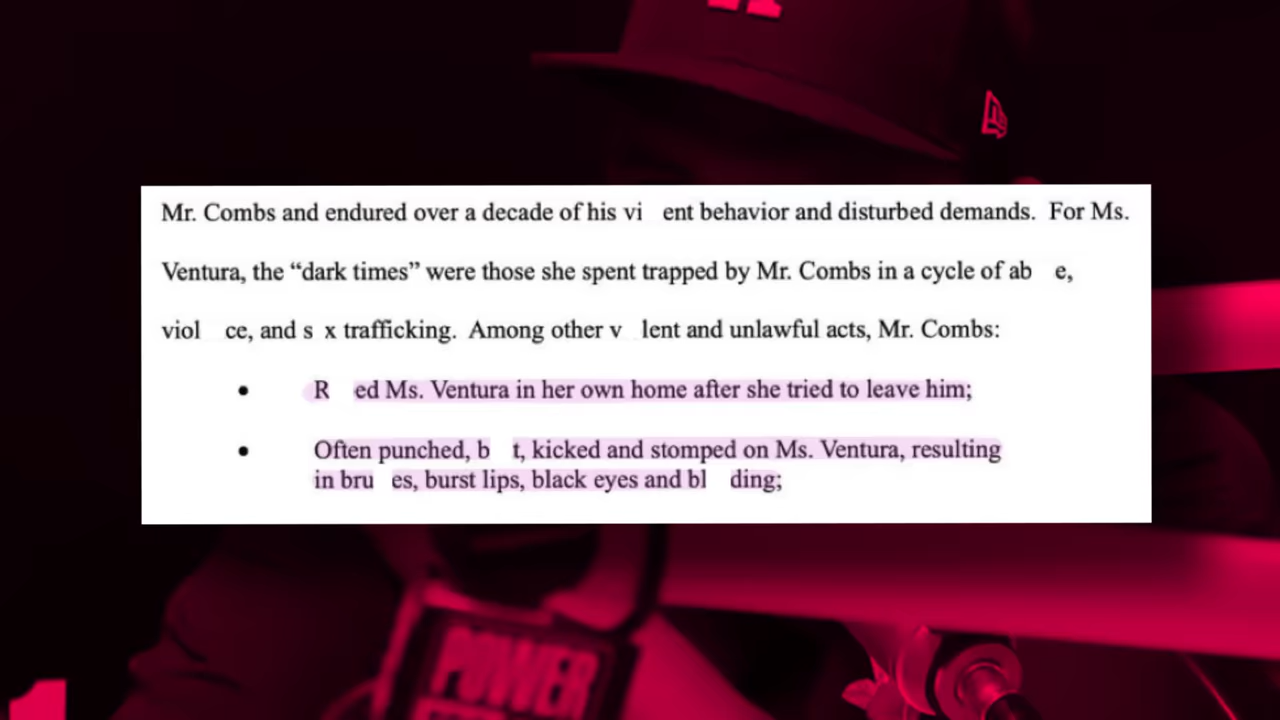 Mr. Combs and endured over a decade of his vi ent behavior and disturbed demands. For Ms.
Ventura, the “dark times” were those she spent trapped by Mr. Combs in a cycle of ab e,
viol ce, and s x trafficking. Among other v lent and unlawful acts, Mr. Combs:
• R ed Ms. Ventura in her own home after she tried to leave him;
• Often punched, b t, kicked and stomped on Ms. Ventura, resulting
in bru es, burst lips, black eyes and bl ding;
POWER